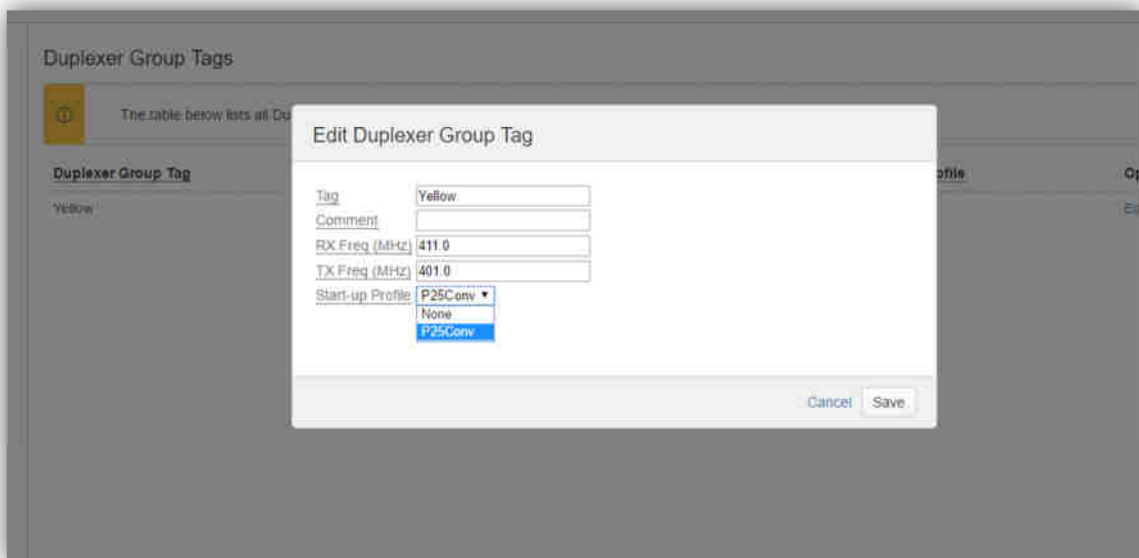 Duplexer Group Tags
The table below lists all Du
Edit Duplexer Group Tag
Duplexer Group Tag
ofile
Op
Yellow
Tag Yellow
Comment
RX Freq (MHz) 411.0
TX Freq (MHz) 401.0
Start-up Profile P25Conv
None
P25Conv
Cancel Save